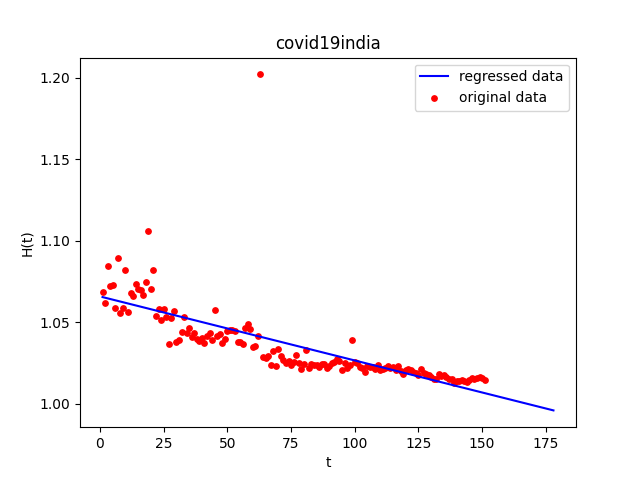 covid19india
regressed data
original data
1.20
1.15
1.10
1.05
1.00
H(t)
0 25 50 75 100 125 150 175
t